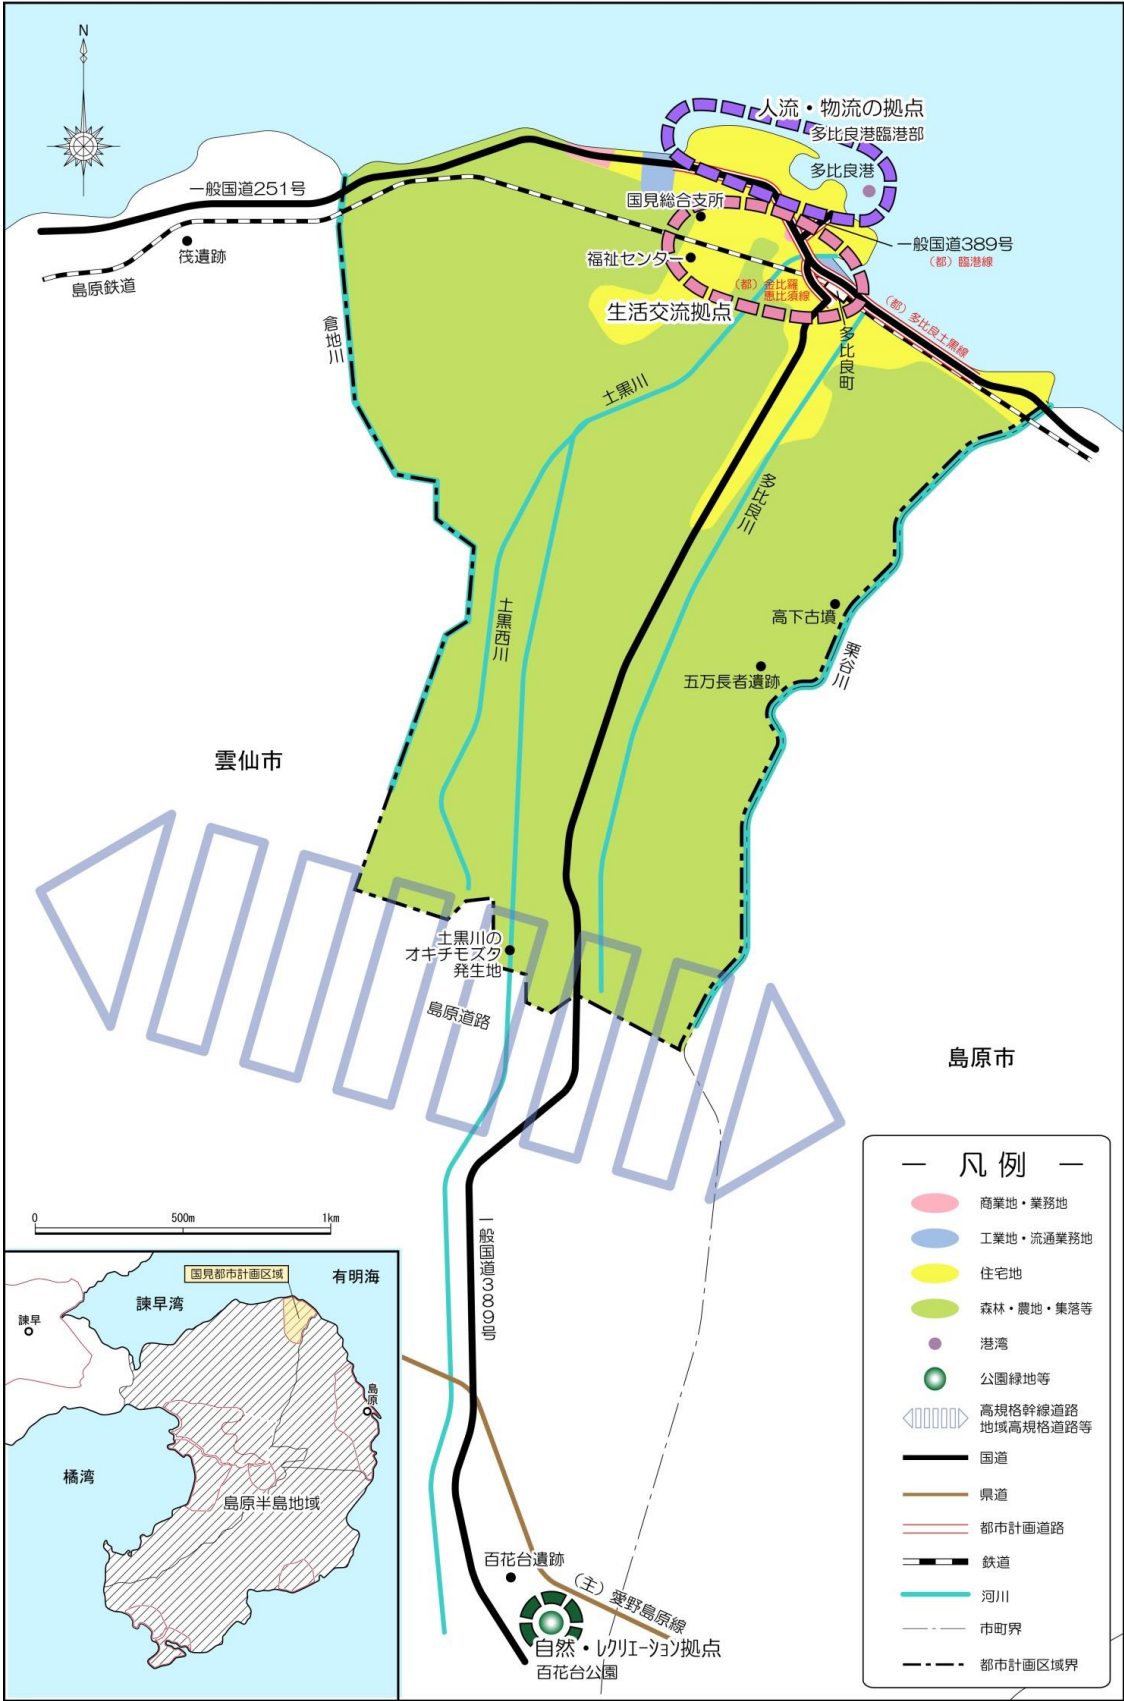 N
人流・物流の拠点
多比良港臨港部
多比良港
一般国道251号
国見総合支所
筏遺跡
一般国道389号
(都)臨港線
福祉センター
島原鉄道
(都)金比羅
恵比須線
生活交流拠点
(都)多比良土黒線
倉地川
多比良町
土黒川
多比良川
土黒西川
高下古墳
栗谷川
五万長者遺跡
雲仙市
土黒川の
オキチモズク
発生地
島原道路
島原市
一般国道389号
0
500m
1km
国見都市計画区域
有明海
諫早湾
諫早
島原
橘湾
島原半島地域
百花台遺跡
(主)愛野島原線
自然・レクリエーション拠点
百花台公園
凡例
商業地・業務地
工業地・流通業務地
住宅地
森林・農地・集落等
港湾
公園緑地等
高規格幹線道路
地域高規格道路等
国道
県道
都市計画道路
鉄道
河川
市町界
都市計画区域界